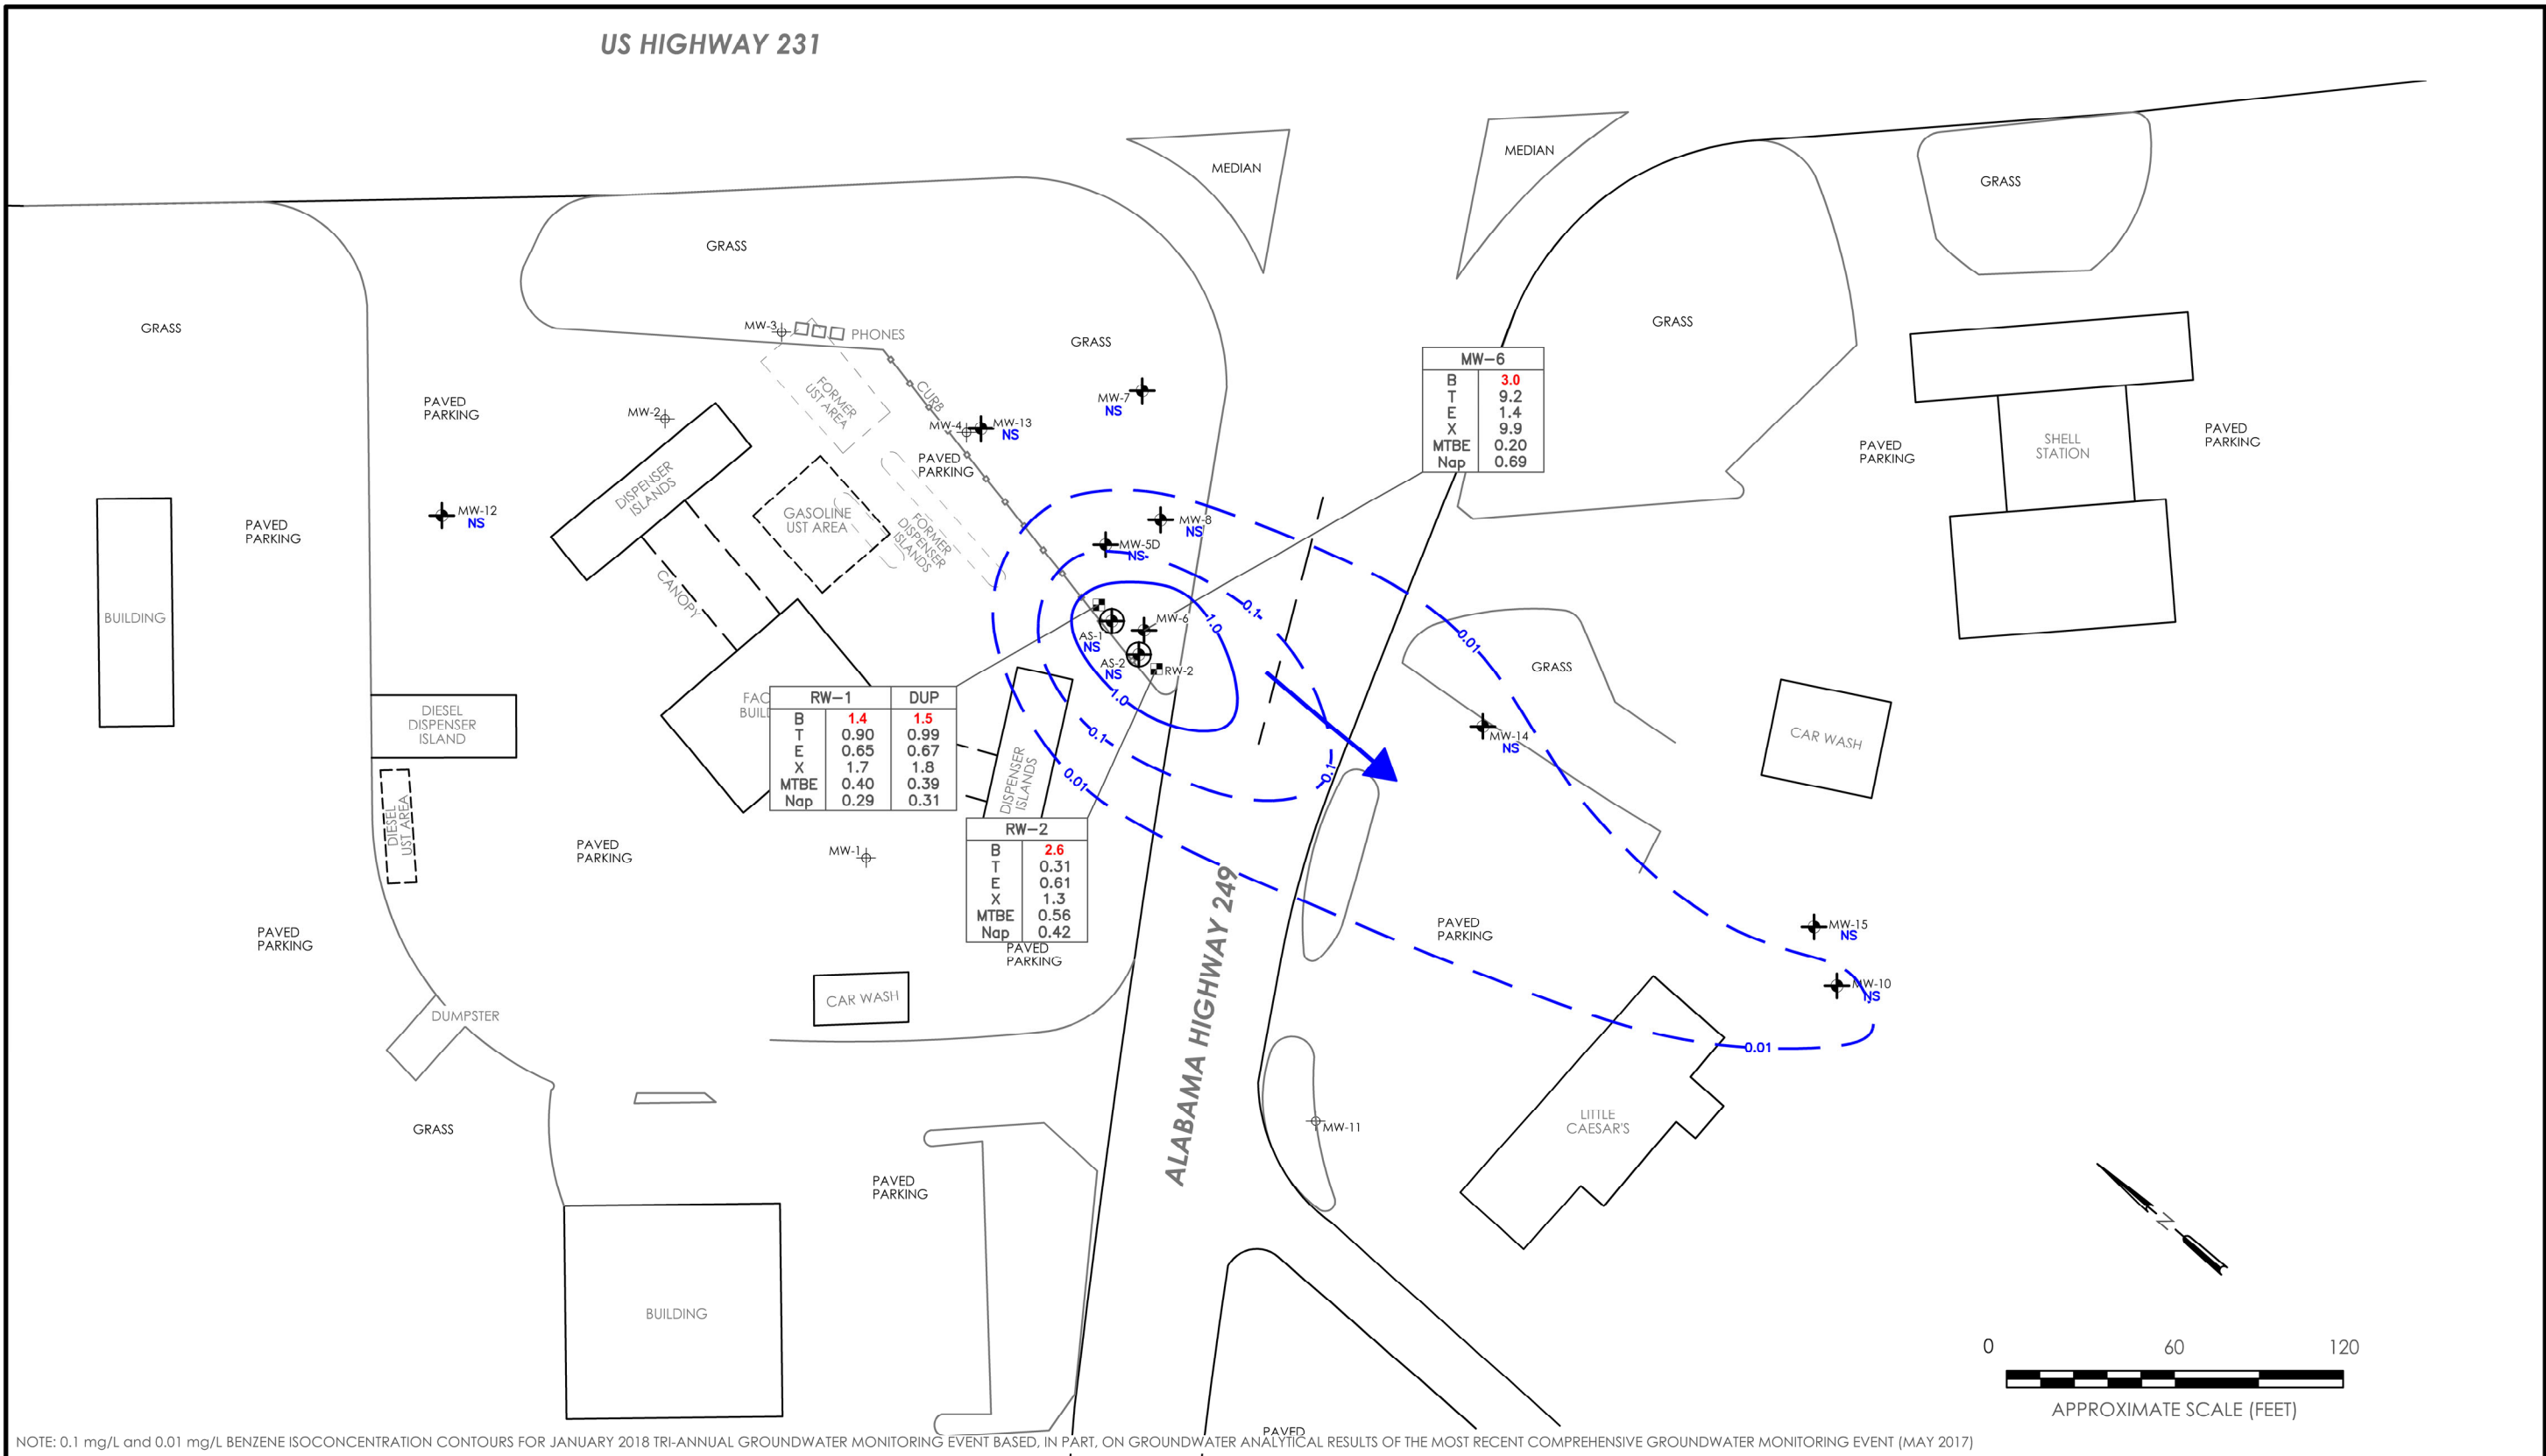 US HIGHWAY 231
MEDIAN
MEDIAN
GRASS
GRASS
GRASS
GRASS
GRASS
GRASS
MW-3
PHONES
FORMER
UST AREA
CURB
MW-7
NS
MW-6
B 3.0
T 9.2
E 1.4
X 9.9
MTBE 0.20
Nap 0.69
PAVED
PARKING
MW-2
MW-4
MW-13
NS
PAVED
PARKING
PAVED
PARKING
SHELL
STATION
PAVED
PARKING
DISPENSER
ISLANDS
MW-12
NS
PAVED
PARKING
GASOLINE
UST AREA
FORMER
DISPENSER
ISLANDS
MW-8
NS
MW-5D
NS
CANOPY
BUILDING
0.1
1.0
0.01
MW-6
AS-1
NS
AS-2
NS
RW-2
1.0
GRASS
FAC
BUILD
RW-1 DUP
B 1.4 1.5
T 0.90 0.99
E 0.65 0.67
X 1.7 1.8
MTBE 0.40 0.39
Nap 0.29 0.31
DIESEL
DISPENSER
ISLAND
0.1
0.01
0.1
MW-14
NS
CAR WASH
DISPENSER
ISLANDS
DIESEL
UST AREA
PAVED
PARKING
MW-1
RW-2
B 2.6
T 0.31
E 0.61
X 1.3
MTBE 0.56
Nap 0.42
PAVED
PARKING
PAVED
PARKING
PAVED
PARKING
MW-15
NS
MW-10
NS
CAR WASH
DUMPSTER
ALABAMA HIGHWAY 249
0.01
GRASS
MW-11
LITTLE
CAESAR'S
PAVED
PARKING
N
BUILDING
0 60 120
APPROXIMATE SCALE (FEET)
PAVED
NOTE: 0.1 mg/L and 0.01 mg/L BENZENE ISOCONCENTRATION CONTOURS FOR JANUARY 2018 TRI-ANNUAL GROUNDWATER MONITORING EVENT BASED, IN PART, ON GROUNDWATER ANALYTICAL RESULTS OF THE MOST RECENT COMPREHENSIVE GROUNDWATER MONITORING EVENT (MAY 2017)